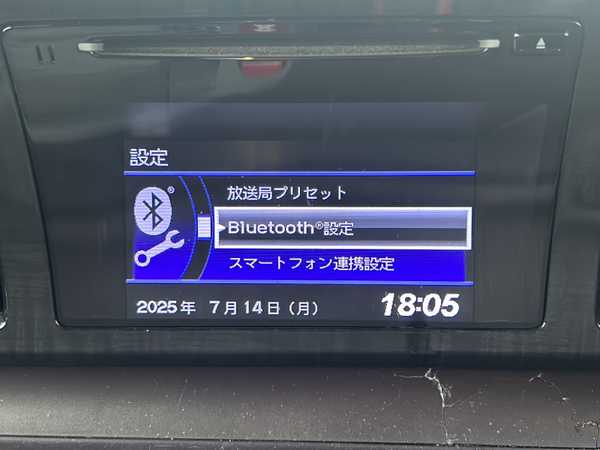 設定
放送局プリセット
Bluetooth®設定
スマートフォン連携設定
2025年 7月14日（月） 18:05